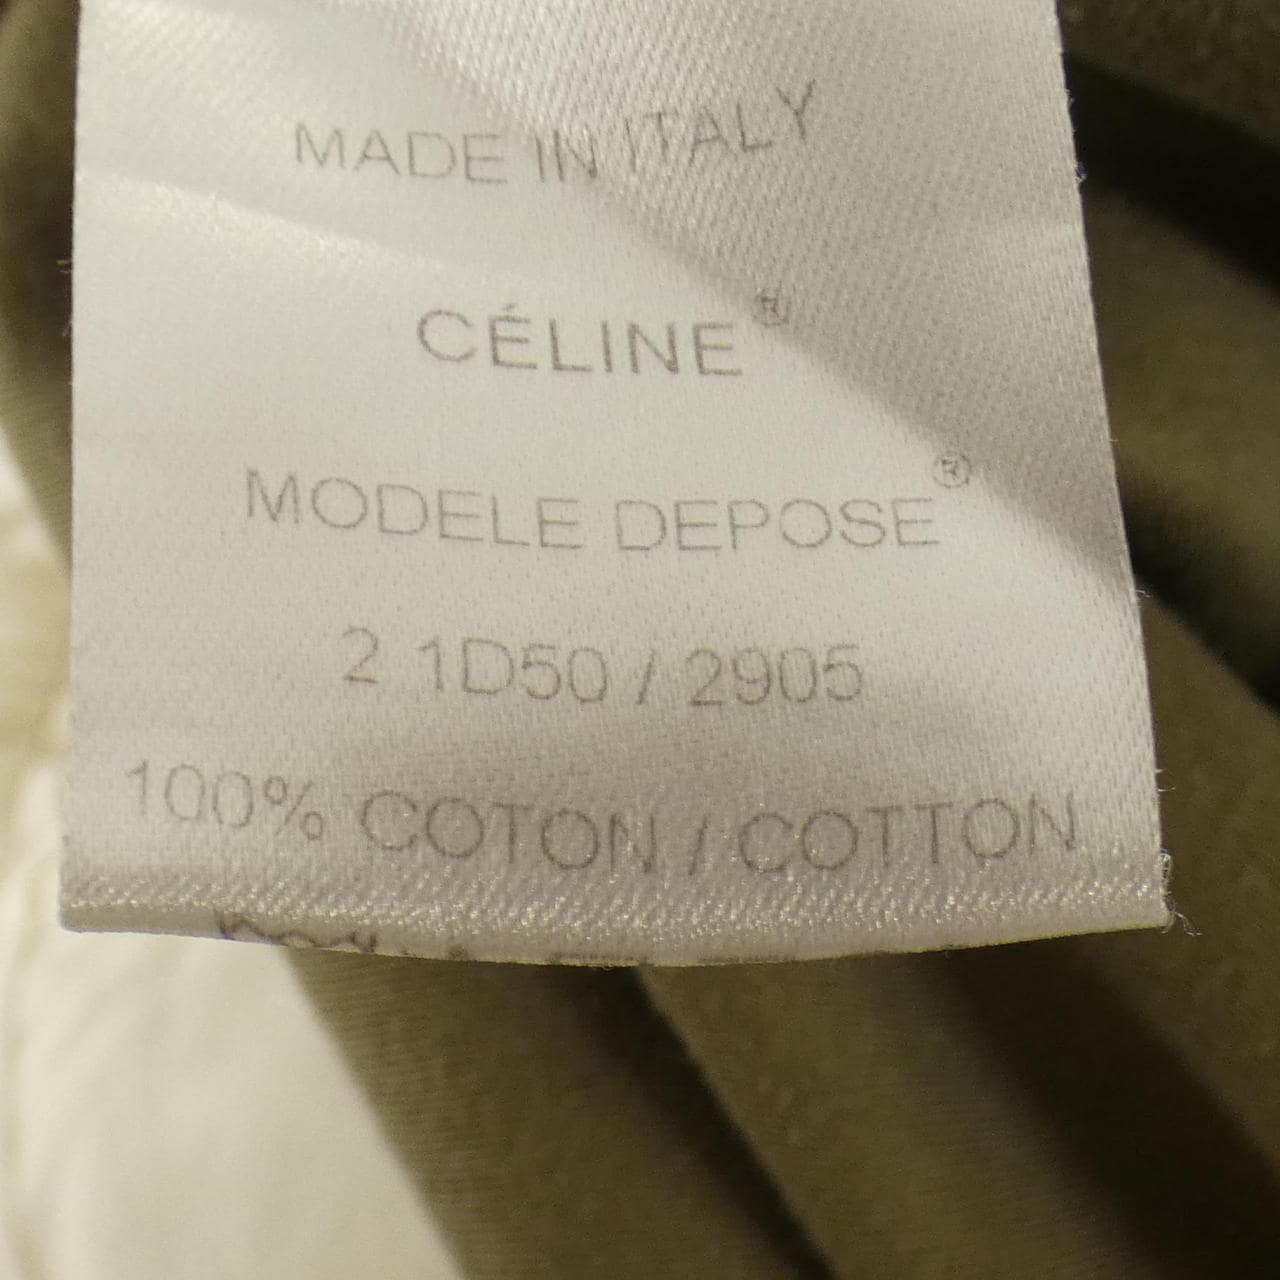 MADE IN ITALY
CÉLINE®
MODELE DEPOSE®
2 1D50 / 2905
100% COTON / COTTON